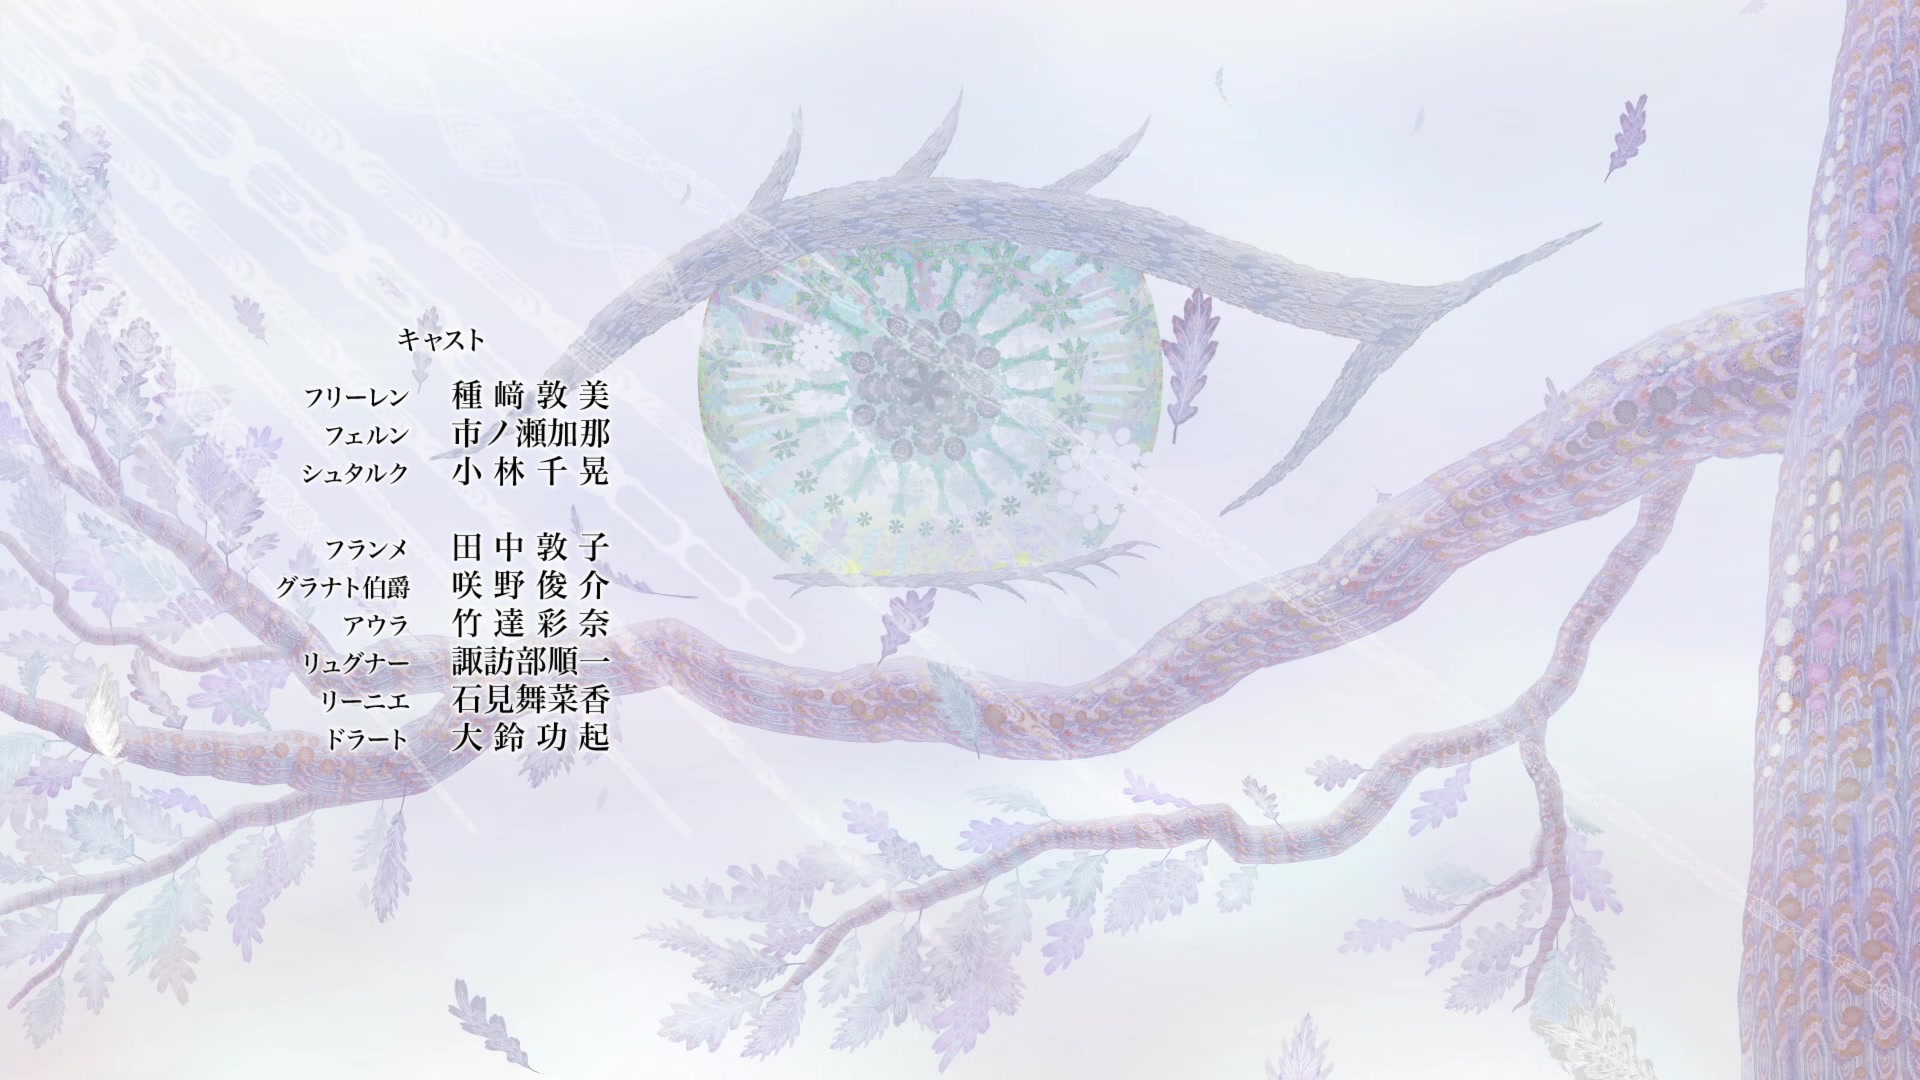 キャスト
フリーレン 種﨑敦美
フェルン 市ノ瀬加那
シュタルク 小林千晃
フランメ 田中敦子
グラナト伯爵 咲野俊介
アウラ 竹達彩奈
リュグナー 諏訪部順一
リーニエ 石見舞菜香
ドラート 大鈴功起